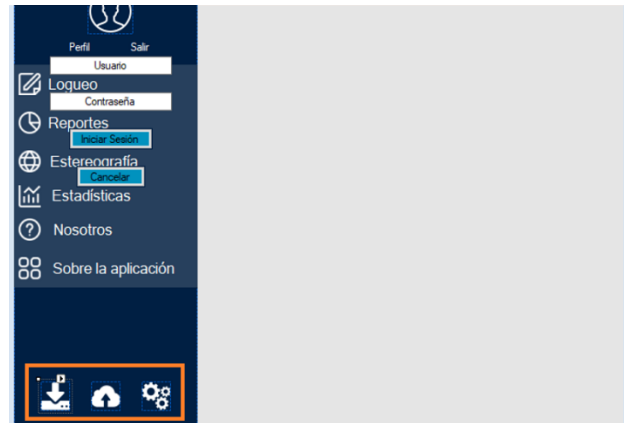 Perfil Salir
Usuario
Logueo
Contraseña
Reportes
Iniciar Sesión
Estereografía
Cancelar
Estadísticas
Nosotros
Sobre la aplicación